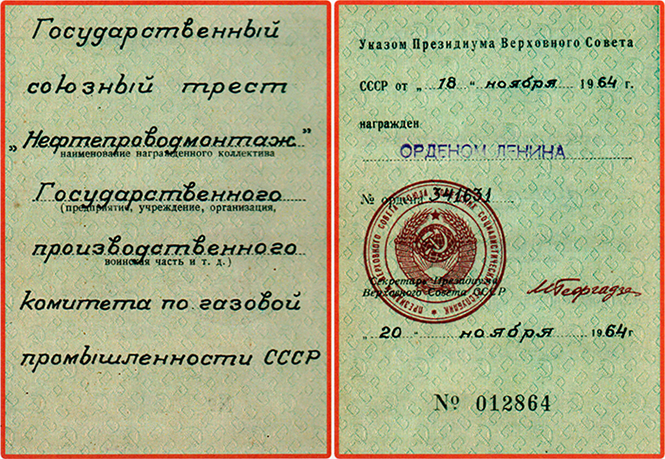 Государственный
союзный трест
„Нефтепроводмонтаж"
наименование награжденного коллектива
Государственного
(предприятие, учреждение, организация,
производственного
воинская часть и т. д.)
комитета по газовой
промышленности СССР
Указом Президиума Верховного Совета
СССР от „ 18 " ноября 1964 г.
награжден
ОРДЕНОМ ЛЕНИНА
№ ордена 341631
Секретарь Президиума
Верховного Совета СССР
М Георгадзе
„ 20 " ноября 1964 г
№ 012864